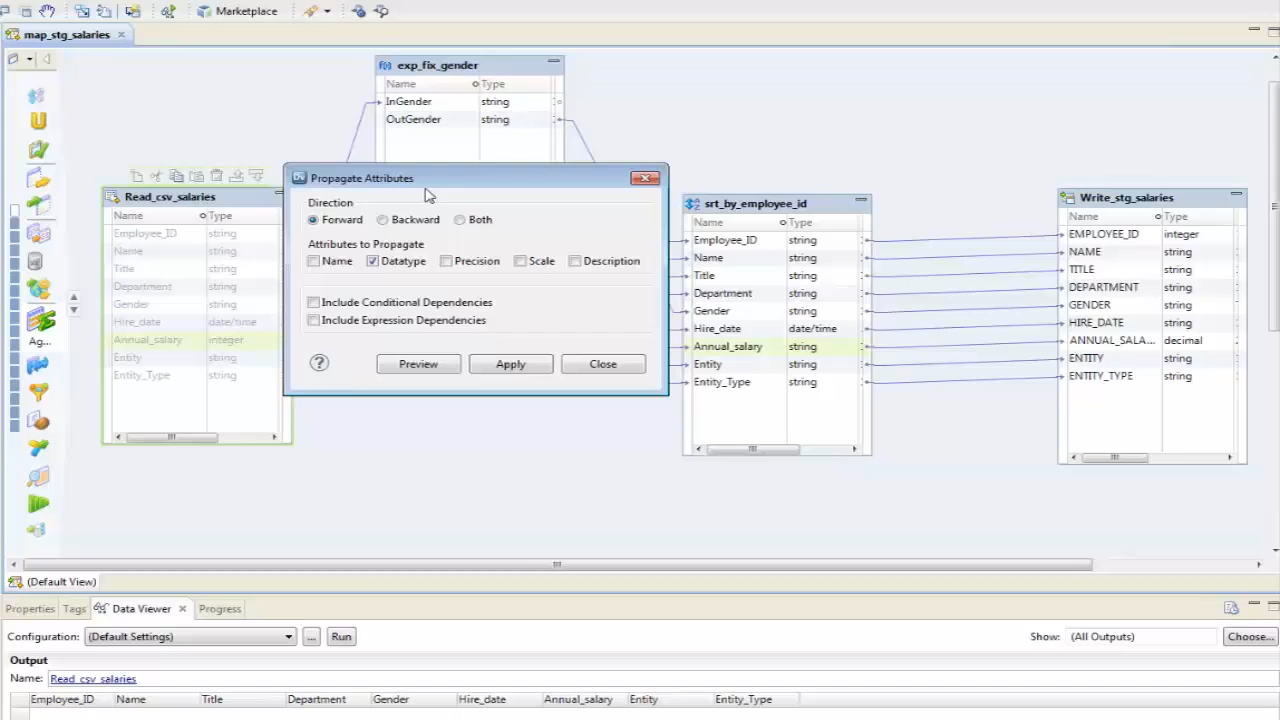 Marketplace
map_stg_salaries
exp_fix_gender
Name Type
InGender string
OutGender string
Ag...
Read_csv_salaries
Name Type
Employee_ID string
Name string
Title string
Department string
Gender string
Hire_date date/time
Annual_salary integer
Entity string
Entity_Type string
Propagate Attributes
Direction
Forward Backward Both
Attributes to Propagate
Name Datatype Precision Scale Description
Include Conditional Dependencies
Include Expression Dependencies
?
Preview Apply Close
srt_by_employee_id
Name Type
Employee_ID string
Name string
Title string
Department string
Gender string
Hire_date date/time
Annual_salary string
Entity string
Entity_Type string
Write_stg_salaries
Name Type
EMPLOYEE_ID integer
NAME string
TITLE string
DEPARTMENT string
GENDER string
HIRE_DATE string
ANNUAL_SALA... decimal
ENTITY string
ENTITY_TYPE string
(Default View)
Properties Tags Data Viewer Progress
Configuration: (Default Settings) ... Run Show: (All Outputs) Choose...
Output
Name: Read_csv_salaries
Employee_ID Name Title Department Gender Hire_date Annual_salary Entity Entity_Type